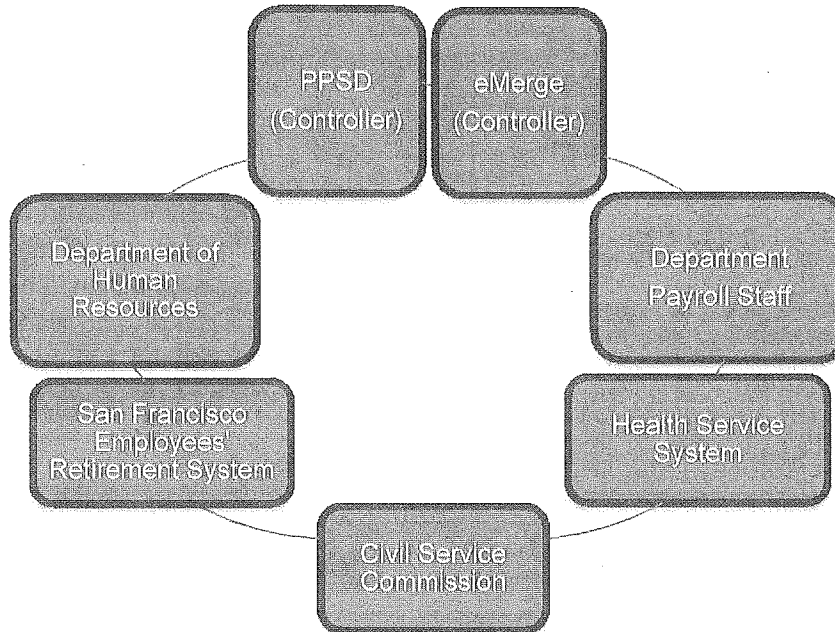 PPSD
(Controller)
eMerge
(Controller)
Department of
Human
Resources
Department
Payroll Staff
San Francisco
Employees'
Retirement System
Health Service
System
Civil Service
Commission